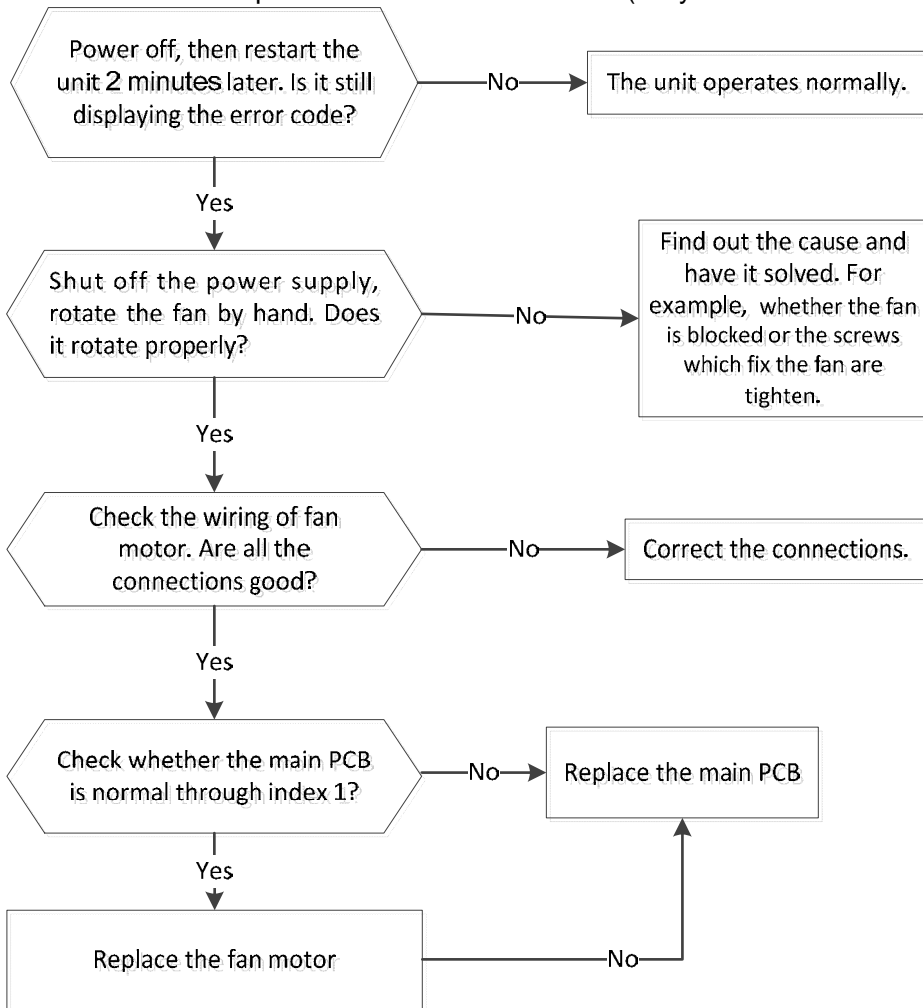 Power off, then restart the
unit 2 minutes later. Is it still
displaying the error code?
No
The unit operates normally.
Yes
Shut off the power supply,
rotate the fan by hand. Does
it rotate properly?
No
Find out the cause and
have it solved. For
example, whether the fan
is blocked or the screws
which fix the fan are
tighten.
Yes
Check the wiring of fan
motor. Are all the
connections good?
No
Correct the connections.
Yes
Check whether the main PCB
is normal through index 1?
No
Replace the main PCB
Yes
Replace the fan motor
No